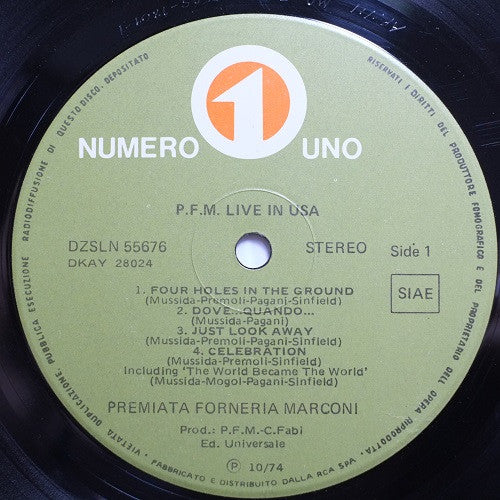 NUMERO 1 UNO
P.F.M. LIVE IN USA
DZSLN 55676
DKAY 28024
STEREO
Side 1
SIAE
1. FOUR HOLES IN THE GROUND
(Mussida-Premoli-Pagani-Sinfield)
2. DOVE...QUANDO...
(Mussida-Pagani)
3. JUST LOOK AWAY
(Mussida-Premoli-Pagani-Sinfield)
4. CELEBRATION
(Mussida-Premoli-Pagani-Sinfield)
Including 'The World Became The World'
(Mussida-Mogol-Pagani-Sinfield)
PREMIATA FORNERIA MARCONI
Prod.: P.F.M.-C.Fabi
Ed. Universale
Ⓟ 10/74
RISERVATI I DIRITTI DEL PRODUTTORE FONOGRAFICO E DEL PROPRIETARIO DELL'OPERA RIPRODOTTA
FABBRICATO E DISTRIBUITO DALLA RCA SPA.
VIETATA DUPLICAZIONE PUBBLICA ESECUZIONE RADIODIFFUSIONE DI QUESTO DISCO. DEPOSITATO